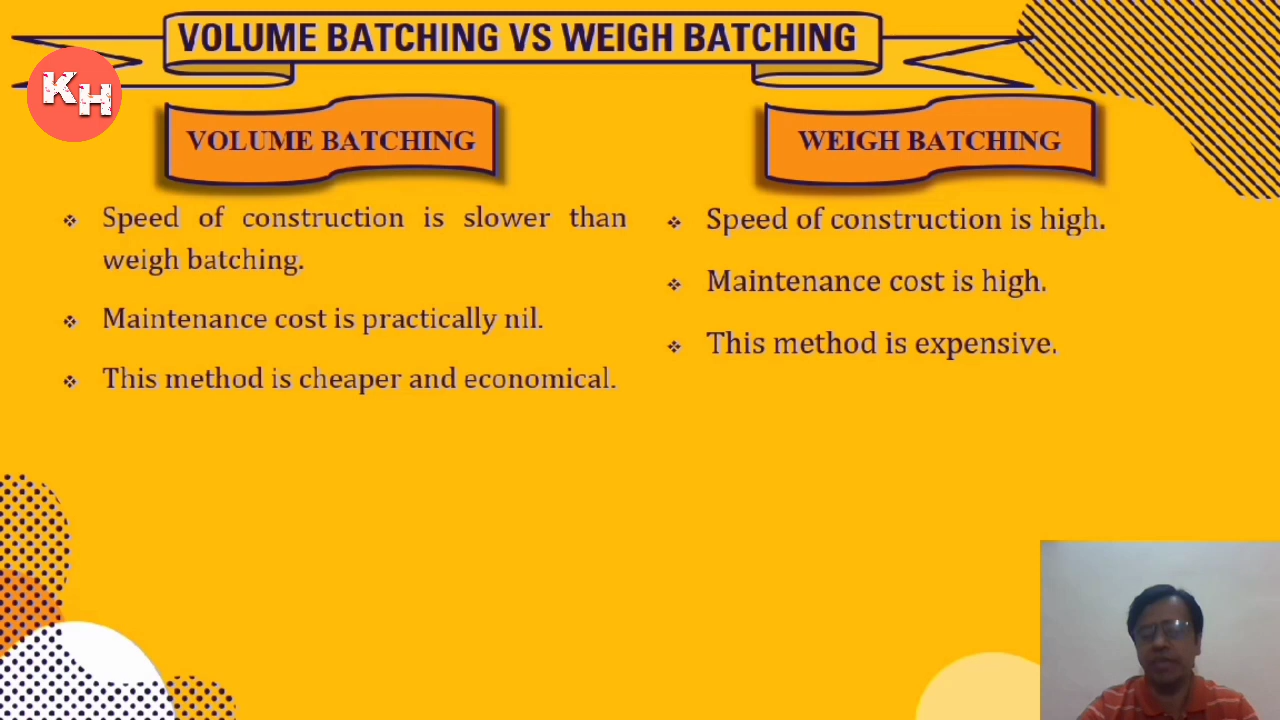 VOLUME BATCHING VS WEIGH BATCHING
KH
VOLUME BATCHING
Speed of construction is slower than
weigh batching.
Maintenance cost is practically nil.
This method is cheaper and economical.
WEIGH BATCHING
Speed of construction is high.
Maintenance cost is high.
This method is expensive.